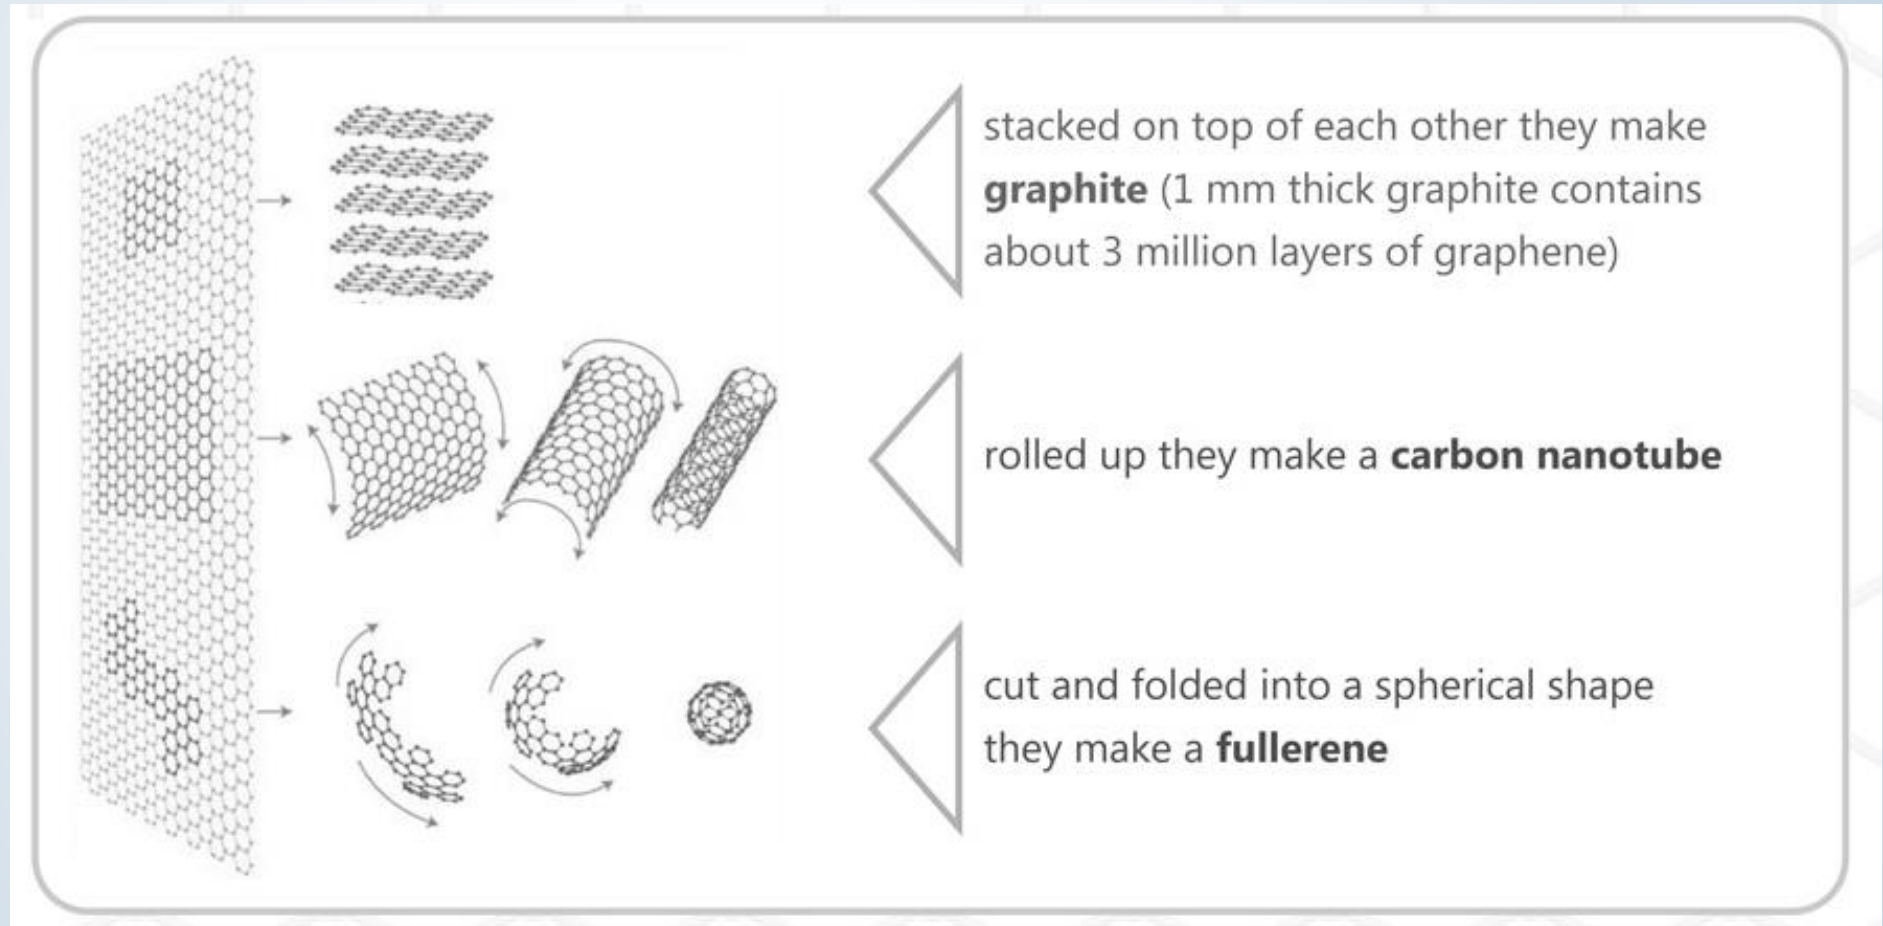 stacked on top of each other they make
graphite (1 mm thick graphite contains
about 3 million layers of graphene)
rolled up they make a carbon nanotube
cut and folded into a spherical shape
they make a fullerene